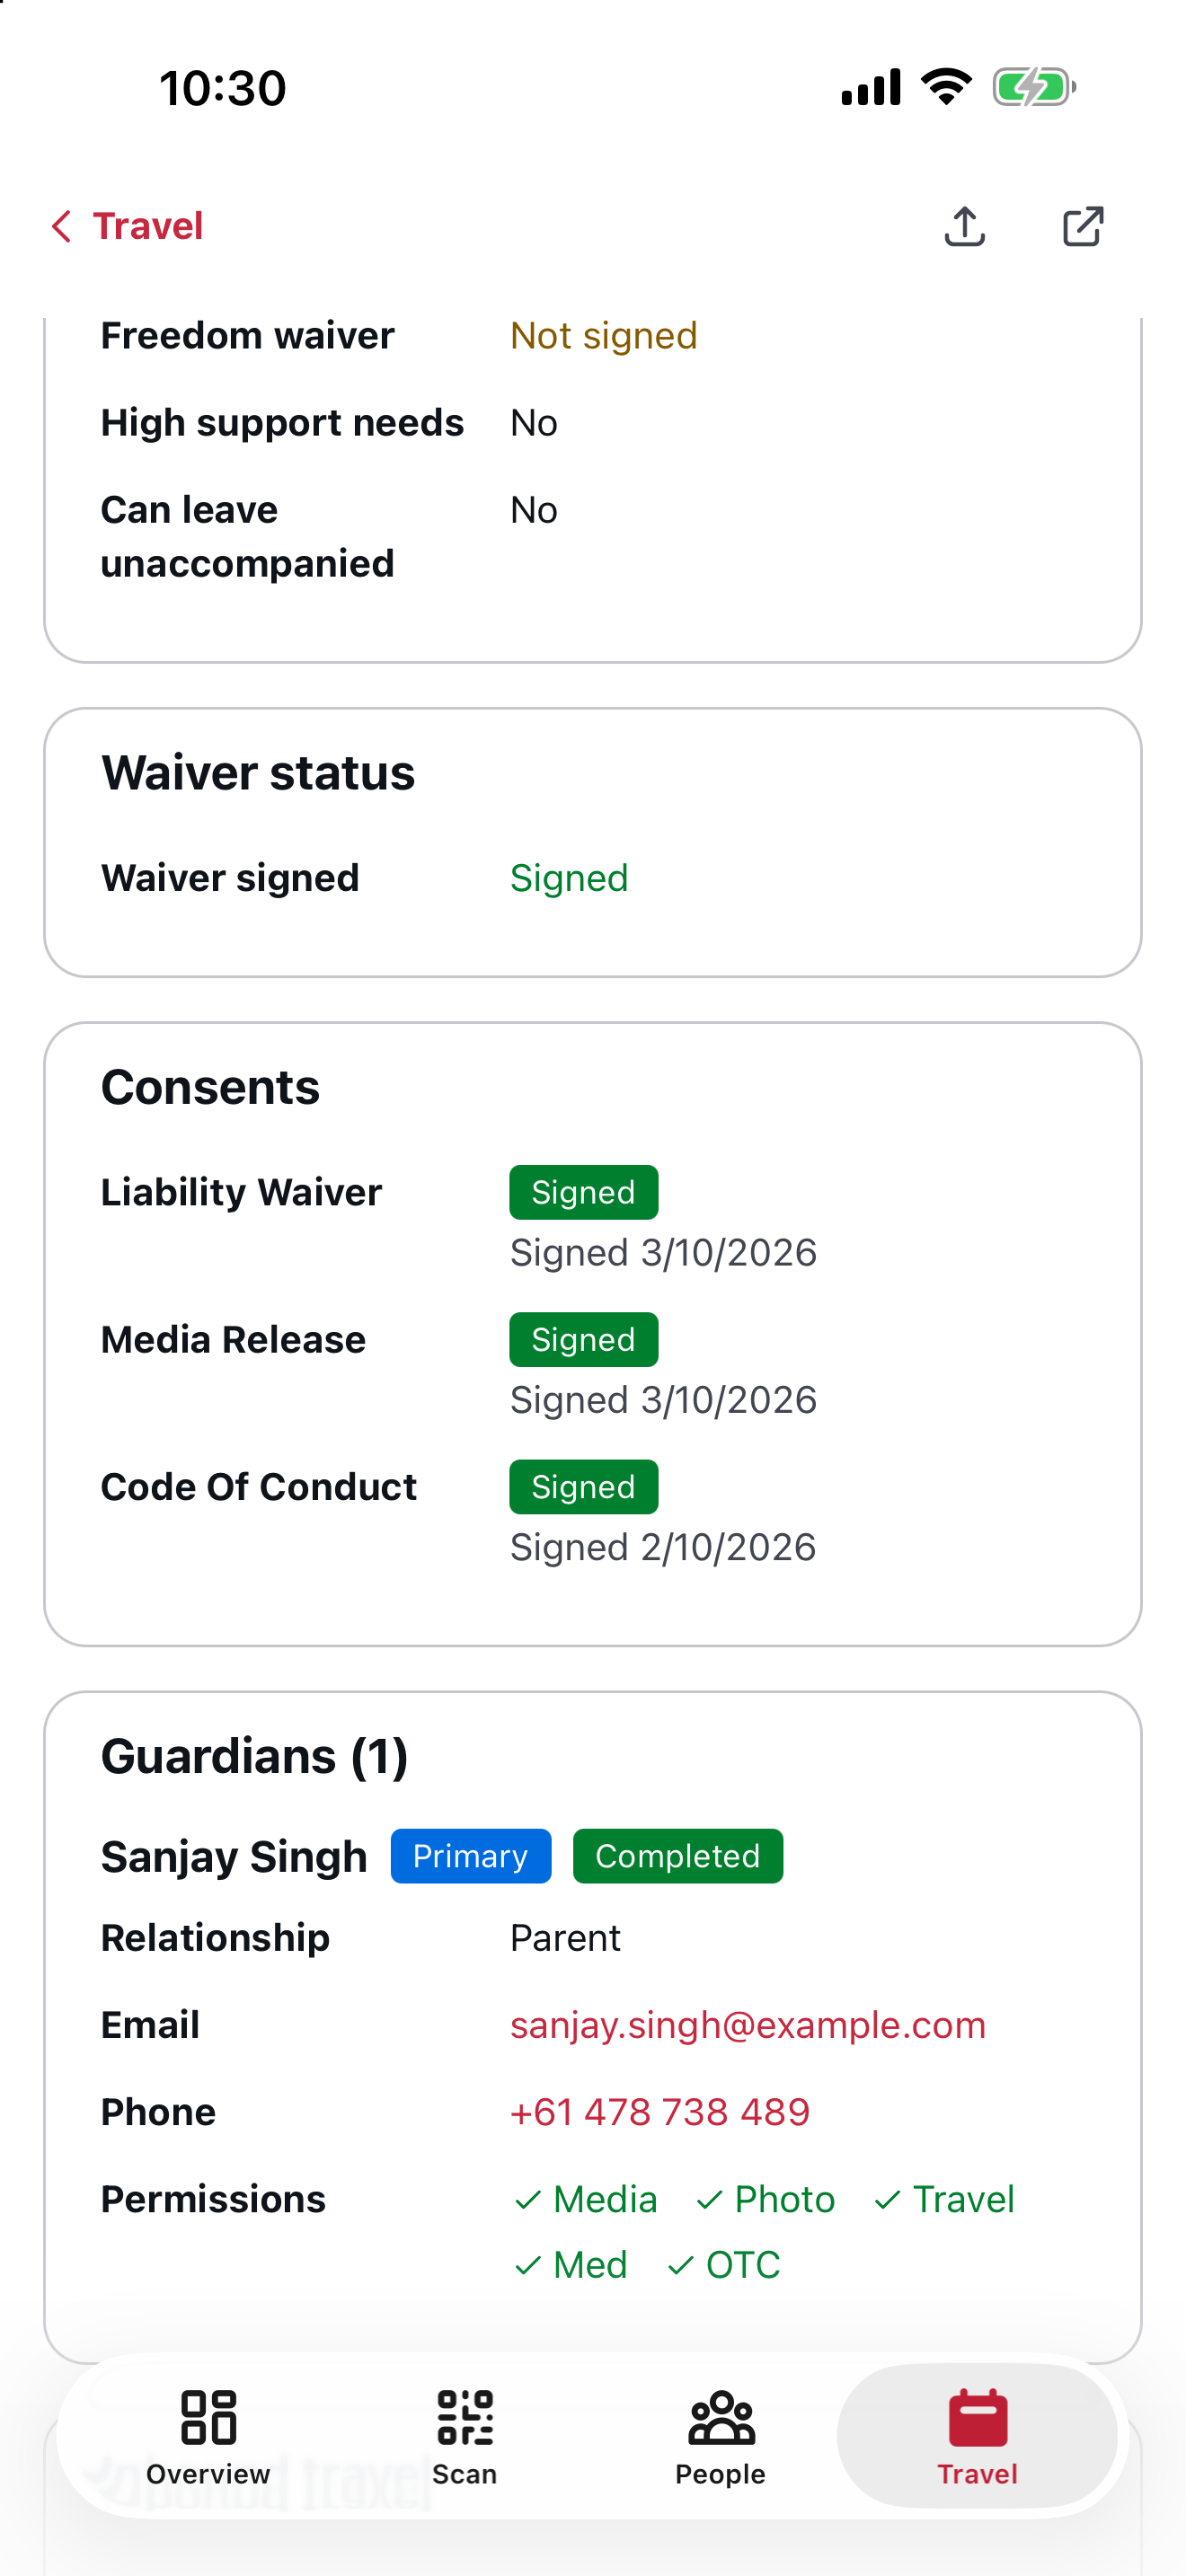 10:30
Travel
Freedom waiver Not signed
High support needs No
Can leave No
unaccompanied
Waiver status
Waiver signed Signed
Consents
Liability Waiver Signed
Signed 3/10/2026
Media Release Signed
Signed 3/10/2026
Code Of Conduct Signed
Signed 2/10/2026
Guardians (1)
Sanjay Singh Primary Completed
Relationship Parent
Email sanjay.singh@example.com
Phone +61 478 738 489
Permissions ✓ Media ✓ Photo ✓ Travel
✓ Med ✓ OTC
Overview Scan People Travel